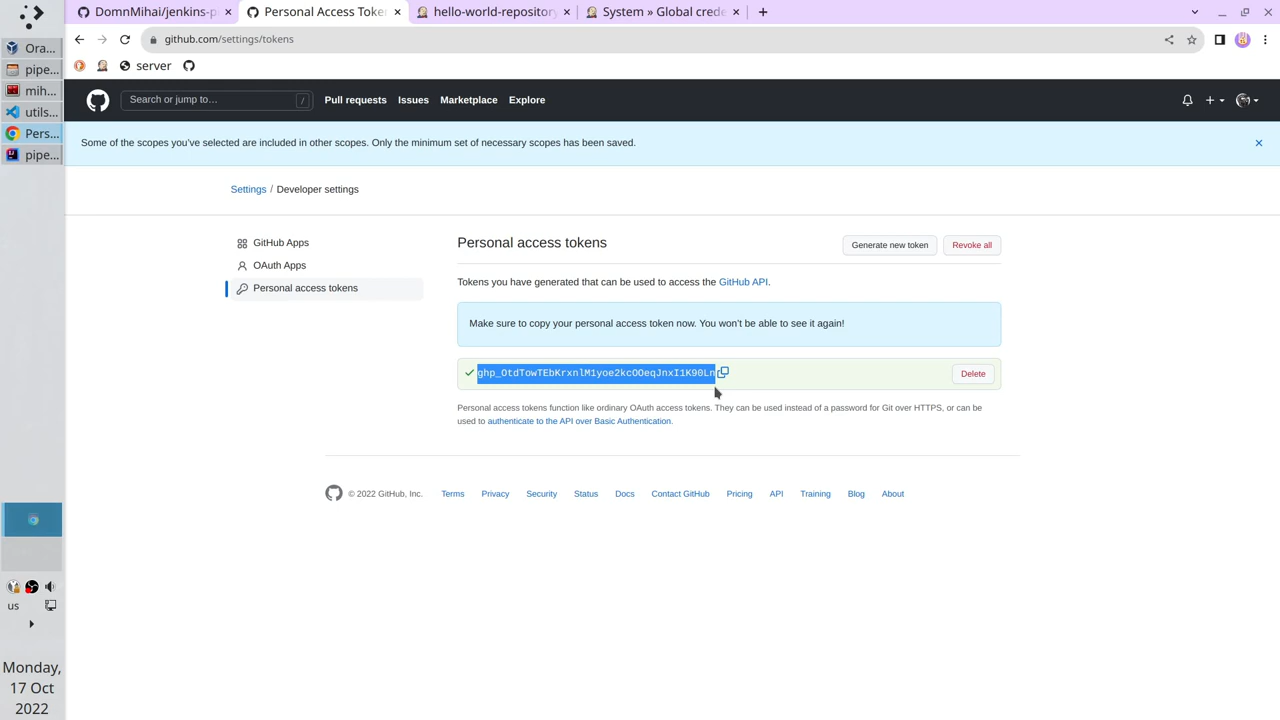 DomnMihai/jenkins-p
Personal Access Toke
hello-world-repository
System » Global crede
github.com/settings/tokens
server
Ora...
pipe...
mih...
utils...
Pers...
pipe...
Search or jump to…
/
Pull requests
Issues
Marketplace
Explore
Some of the scopes you’ve selected are included in other scopes. Only the minimum set of necessary scopes has been saved.
Settings / Developer settings
GitHub Apps
OAuth Apps
Personal access tokens
Personal access tokens
Generate new token
Revoke all
Tokens you have generated that can be used to access the GitHub API.
Make sure to copy your personal access token now. You won’t be able to see it again!
Delete
Personal access tokens function like ordinary OAuth access tokens. They can be used instead of a password for Git over HTTPS, or can be
used to authenticate to the API over Basic Authentication.
© 2022 GitHub, Inc.
Terms
Privacy
Security
Status
Docs
Contact GitHub
Pricing
API
Training
Blog
About
us
Monday,
17 Oct
2022